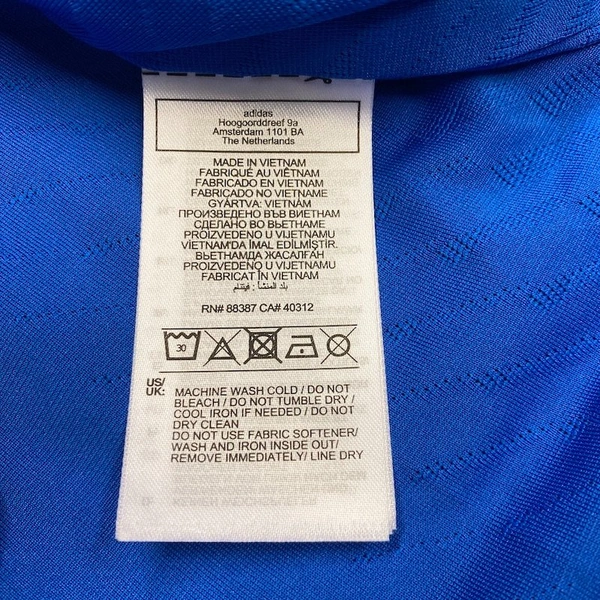 adidas
Hoogoorddreef 9a
Amsterdam 1101 BA
The Netherlands
MADE IN VIETNAM
FABRIQUÉ AU VIÊTNAM
FABRICADO EN VIETNAM
FABRICADO NO VIETNAME
GYÁRTVA: VIETNÁM
ПРОИЗВЕДЕНО ВЪВ ВИЕТНАМ
СДЕЛАНО ВО ВЬЕТНАМЕ
PROIZVEDENO U VIJETNAMU
VİETNAM'DA İMAL EDİLMİŞTİR.
ВЬЕТНАМДА ЖАСАЛҒАН
PROIZVEDENO U VIJETNAMU
FABRICAT ÎN VIETNAM
بلد المنشأ : فيتنام
RN# 88387 CA# 40312
30
US/UK: MACHINE WASH COLD / DO NOT
BLEACH / DO NOT TUMBLE DRY /
COOL IRON IF NEEDED / DO NOT
DRY CLEAN
DO NOT USE FABRIC SOFTENER/
WASH AND IRON INSIDE OUT/
REMOVE IMMEDIATELY/ LINE DRY